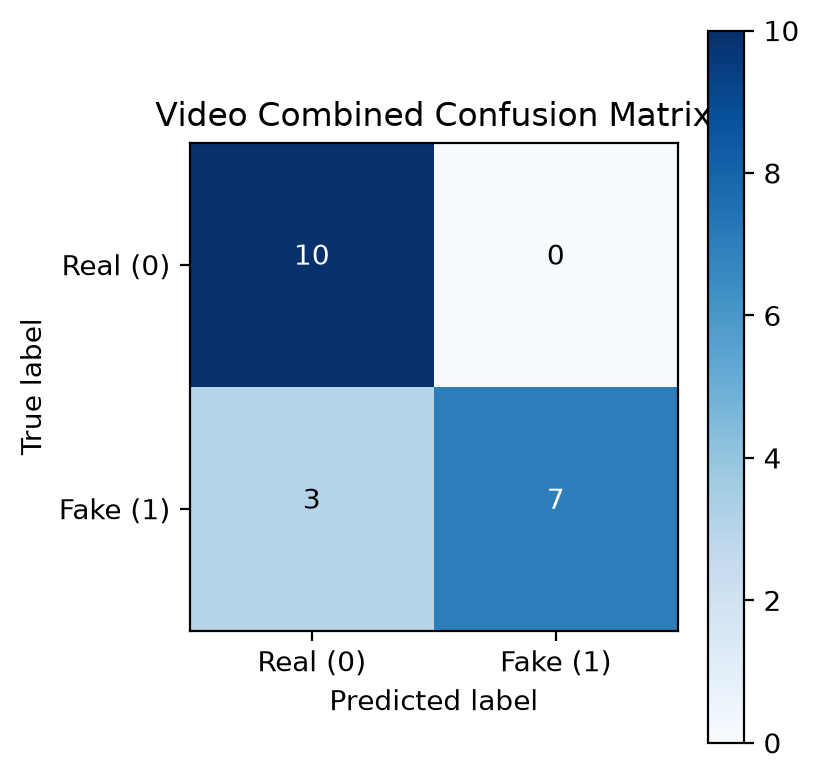 Video Combined Confusion Matrix
10
8
6
4
2
0
True label
Real (0)
10 0
Fake (1)
3 7
Real (0) Fake (1)
Predicted label